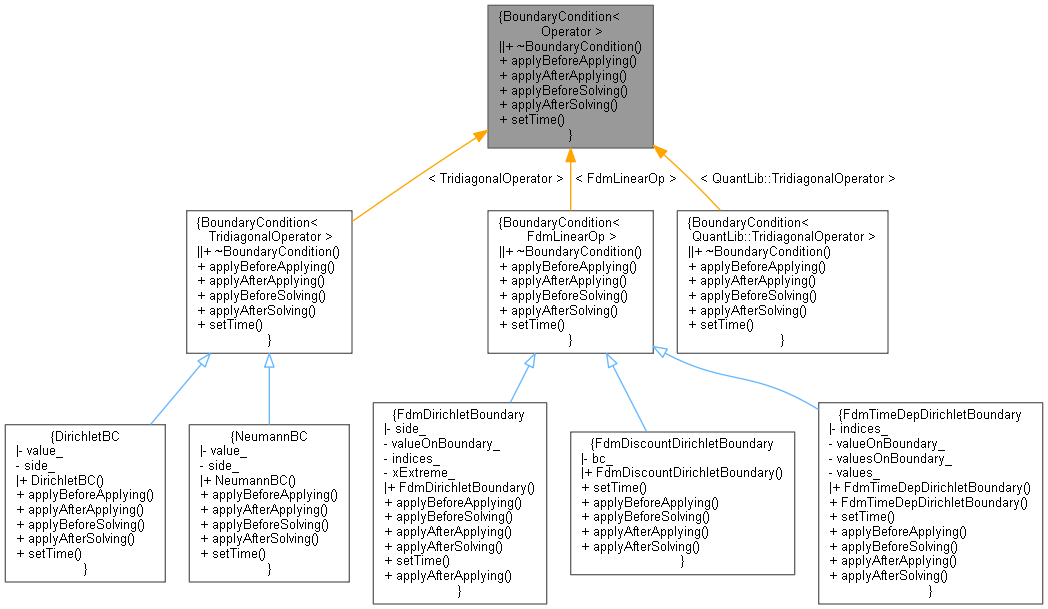 {BoundaryCondition<
Operator >
||+ ~BoundaryCondition()
+ applyBeforeApplying()
+ applyAfterApplying()
+ applyBeforeSolving()
+ applyAfterSolving()
+ setTime()
}
< TridiagonalOperator >
< FdmLinearOp >
< QuantLib::TridiagonalOperator >
{BoundaryCondition<
TridiagonalOperator >
||+ ~BoundaryCondition()
+ applyBeforeApplying()
+ applyAfterApplying()
+ applyBeforeSolving()
+ applyAfterSolving()
+ setTime()
}
{BoundaryCondition<
FdmLinearOp >
||+ ~BoundaryCondition()
+ applyBeforeApplying()
+ applyAfterApplying()
+ applyBeforeSolving()
+ applyAfterSolving()
+ setTime()
}
{BoundaryCondition<
QuantLib::TridiagonalOperator >
||+ ~BoundaryCondition()
+ applyBeforeApplying()
+ applyAfterApplying()
+ applyBeforeSolving()
+ applyAfterSolving()
+ setTime()
}
{DirichletBC
|- value_
- side_
|+ DirichletBC()
+ applyBeforeApplying()
+ applyAfterApplying()
+ applyBeforeSolving()
+ applyAfterSolving()
+ setTime()
}
{NeumannBC
|- value_
- side_
|+ NeumannBC()
+ applyBeforeApplying()
+ applyAfterApplying()
+ applyBeforeSolving()
+ applyAfterSolving()
+ setTime()
}
{FdmDirichletBoundary
|- side_
- valueOnBoundary_
- indices_
- xExtreme_
|+ FdmDirichletBoundary()
+ applyBeforeApplying()
+ applyBeforeSolving()
+ applyAfterApplying()
+ applyAfterSolving()
+ setTime()
+ applyAfterApplying()
}
{FdmDiscountDirichletBoundary
|- bc_
|+ FdmDiscountDirichletBoundary()
+ setTime()
+ applyBeforeApplying()
+ applyBeforeSolving()
+ applyAfterApplying()
+ applyAfterSolving()
}
{FdmTimeDepDirichletBoundary
|- indices_
- valueOnBoundary_
- valuesOnBoundary_
- values_
|+ FdmTimeDepDirichletBoundary()
+ FdmTimeDepDirichletBoundary()
+ setTime()
+ applyBeforeApplying()
+ applyBeforeSolving()
+ applyAfterApplying()
+ applyAfterSolving()
}